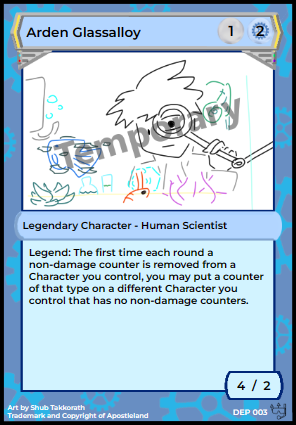 Arden Glassalloy
1 2
Temporary
Legendary Character - Human Scientist
Legend: The first time each round a
non-damage counter is removed from a
Character you control, you may put a counter
of that type on a different Character you
control that has no non-damage counters.
4 / 2
Art by Shub Takkorath
Trademark and Copyright of Apostleland
DEP 003